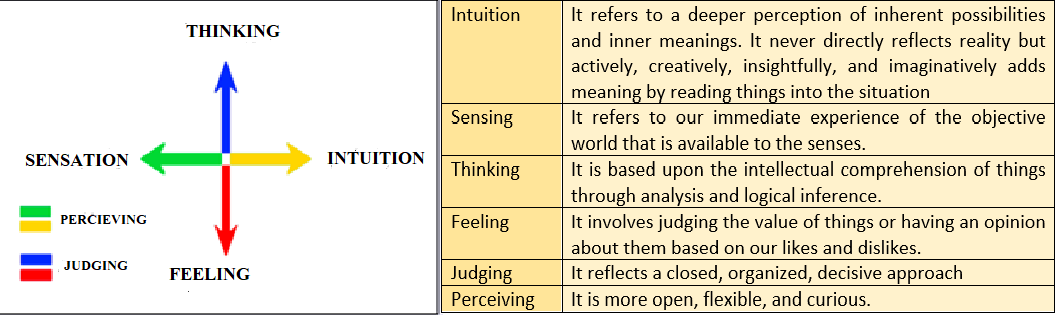 THINKING
SENSATION
INTUITION
PERCIEVING
JUDGING
FEELING
Intuition
It refers to a deeper perception of inherent possibilities
and inner meanings. It never directly reflects reality but
actively, creatively, insightfully, and imaginatively adds
meaning by reading things into the situation
Sensing
It refers to our immediate experience of the objective
world that is available to the senses.
Thinking
It is based upon the intellectual comprehension of things
through analysis and logical inference.
Feeling
It involves judging the value of things or having an opinion
about them based on our likes and dislikes.
Judging
It reflects a closed, organized, decisive approach
Perceiving
It is more open, flexible, and curious.